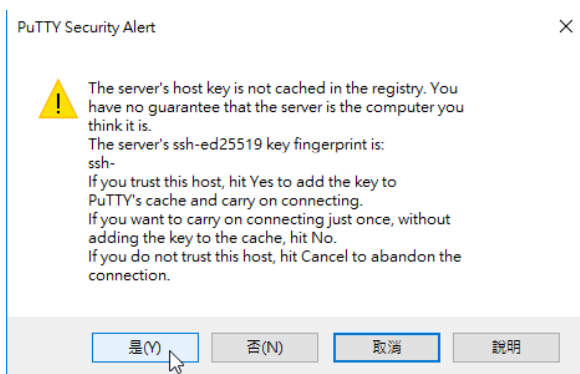 PuTTY Security Alert
The server's host key is not cached in the registry. You
have no guarantee that the server is the computer you
think it is.
The server's ssh-ed25519 key fingerprint is:
ssh-
If you trust this host, hit Yes to add the key to
PuTTY's cache and carry on connecting.
If you want to carry on connecting just once, without
adding the key to the cache, hit No.
If you do not trust this host, hit Cancel to abandon the
connection.
是(Y) 否(N) 取消 說明